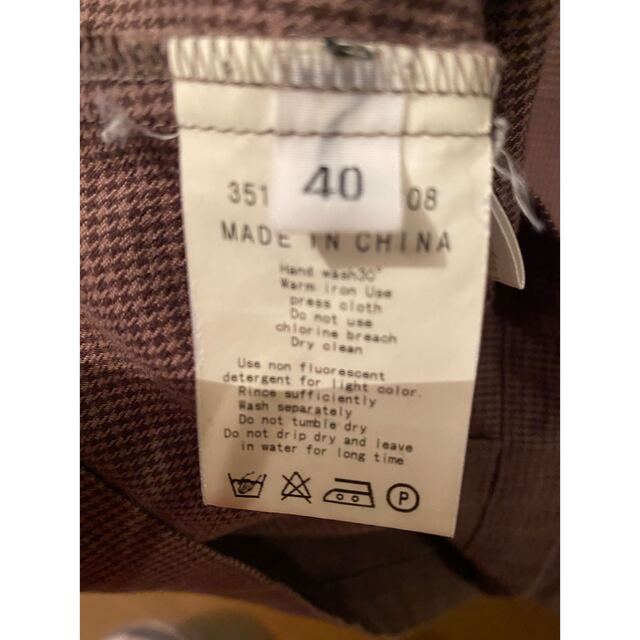 40
351 08
MADE IN CHINA
Hand wash30°
Warm iron Use
press cloth
Do not use
chlorine breach
Dry clean
Use non fluorescent
detergent for light color.
Rince sufficiently
Wash separately
Do not tumble dry
Do not drip dry and leave
in water for long time
P